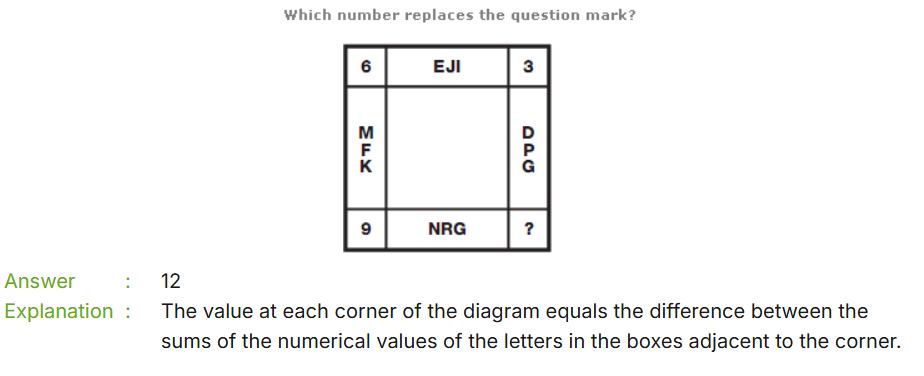 Which number replaces the question mark?
6 EJI 3
M D
F P
K G
9 NRG ?
Answer : 12
Explanation : The value at each corner of the diagram equals the difference between the
sums of the numerical values of the letters in the boxes adjacent to the corner.